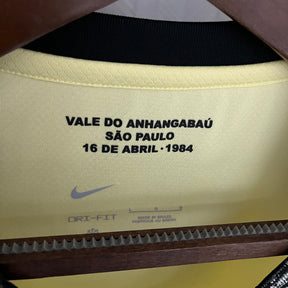 VALE DO ANHANGABAÚ
SÃO PAULO
16 DE ABRIL · 1984
DRI-FIT